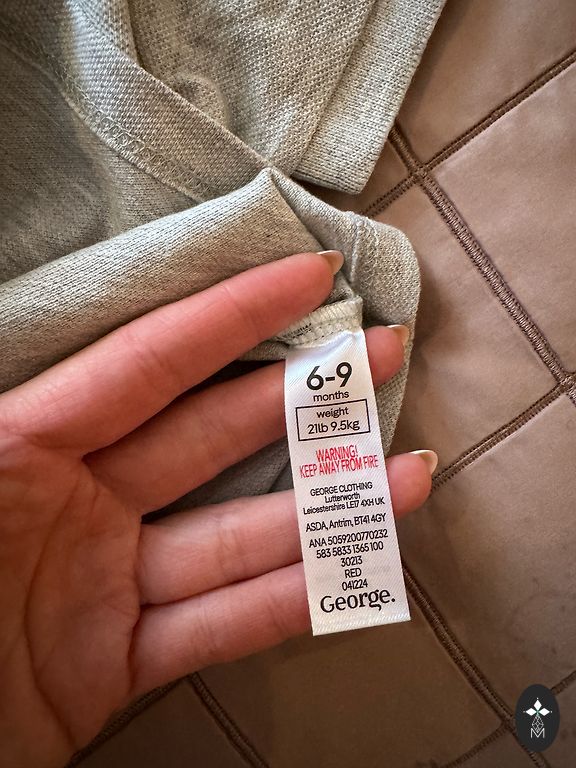 6-9
months
weight
21lb 9.5kg
WARNING!
KEEP AWAY FROM FIRE
GEORGE CLOTHING
Lutterworth
Leicestershire LE17 4XH UK
ASDA, Antrim, BT41 4GY
ANA 5059200770232
583 5833 1365 100
30213
RED
041224
George.
M